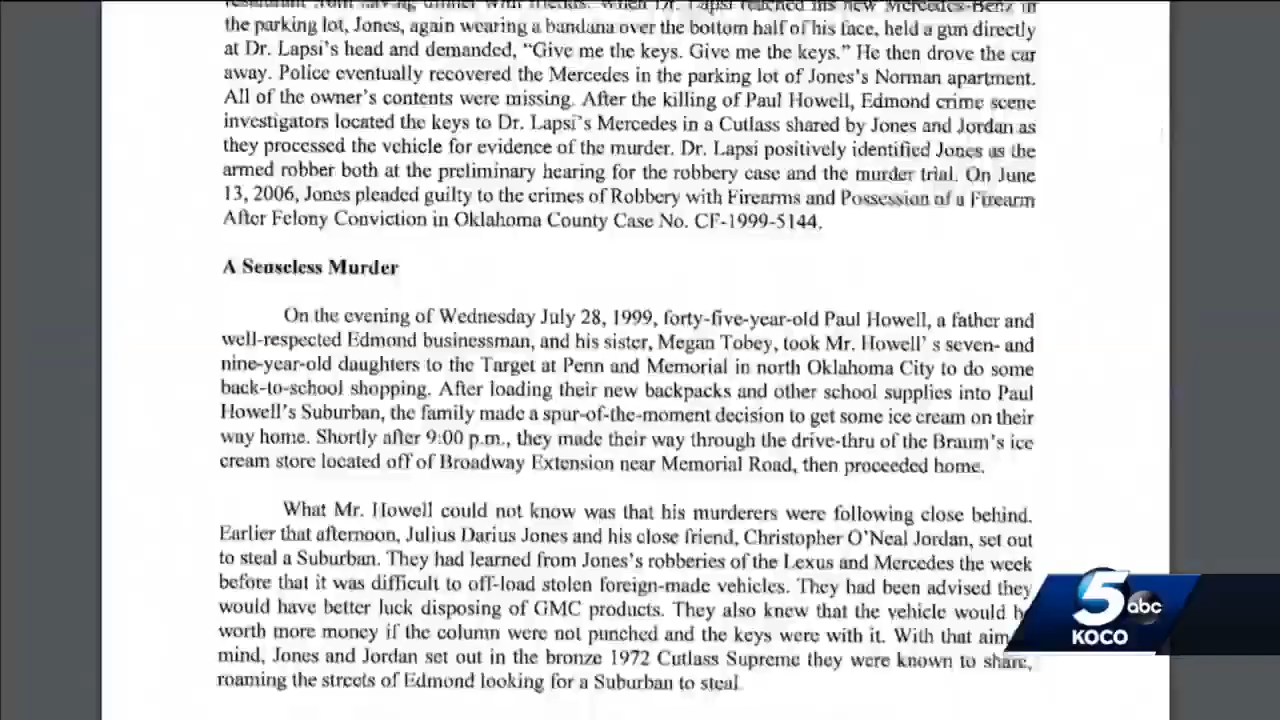 restaurant from having dinner with friends. When Dr. Lapsi reached his new Mercedes-Benz in
the parking lot, Jones, again wearing a bandana over the bottom half of his face, held a gun directly
at Dr. Lapsi's head and demanded, “Give me the keys. Give me the keys.” He then drove the car
away. Police eventually recovered the Mercedes in the parking lot of Jones's Norman apartment.
All of the owner's contents were missing. After the killing of Paul Howell, Edmond crime scene
investigators located the keys to Dr. Lapsi's Mercedes in a Cutlass shared by Jones and Jordan as
they processed the vehicle for evidence of the murder. Dr. Lapsi positively identified Jones as the
armed robber both at the preliminary hearing for the robbery case and the murder trial. On June
13, 2006, Jones pleaded guilty to the crimes of Robbery with Firearms and Possession of a Firearm
After Felony Conviction in Oklahoma County Case No. CF-1999-5144.
A Senseless Murder
On the evening of Wednesday July 28, 1999, forty-five-year-old Paul Howell, a father and
well-respected Edmond businessman, and his sister, Megan Tobey, took Mr. Howell' s seven- and
nine-year-old daughters to the Target at Penn and Memorial in north Oklahoma City to do some
back-to-school shopping. After loading their new backpacks and other school supplies into Paul
Howell's Suburban, the family made a spur-of-the-moment decision to get some ice cream on their
way home. Shortly after 9:00 p.m., they made their way through the drive-thru of the Braum's ice
cream store located off of Broadway Extension near Memorial Road, then proceeded home.
What Mr. Howell could not know was that his murderers were following close behind.
Earlier that afternoon, Julius Darius Jones and his close friend, Christopher O'Neal Jordan, set out
to steal a Suburban. They had learned from Jones's robberies of the Lexus and Mercedes the week
before that it was difficult to off-load stolen foreign-made vehicles. They had been advised they
would have better luck disposing of GMC products. They also knew that the vehicle would b
worth more money if the column were not punched and the keys were with it. With that aim
mind, Jones and Jordan set out in the bronze 1972 Cutlass Supreme they were known to share,
roaming the streets of Edmond looking for a Suburban to steal
5 abc
KOCO